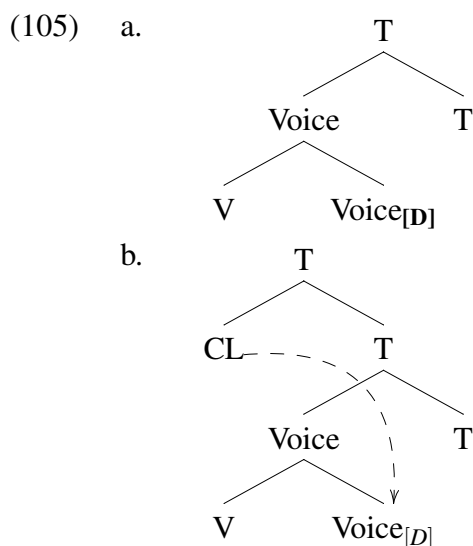 (105) a. T
Voice T
V Voice[D]
b. T
CL T
Voice T
V Voice[D]